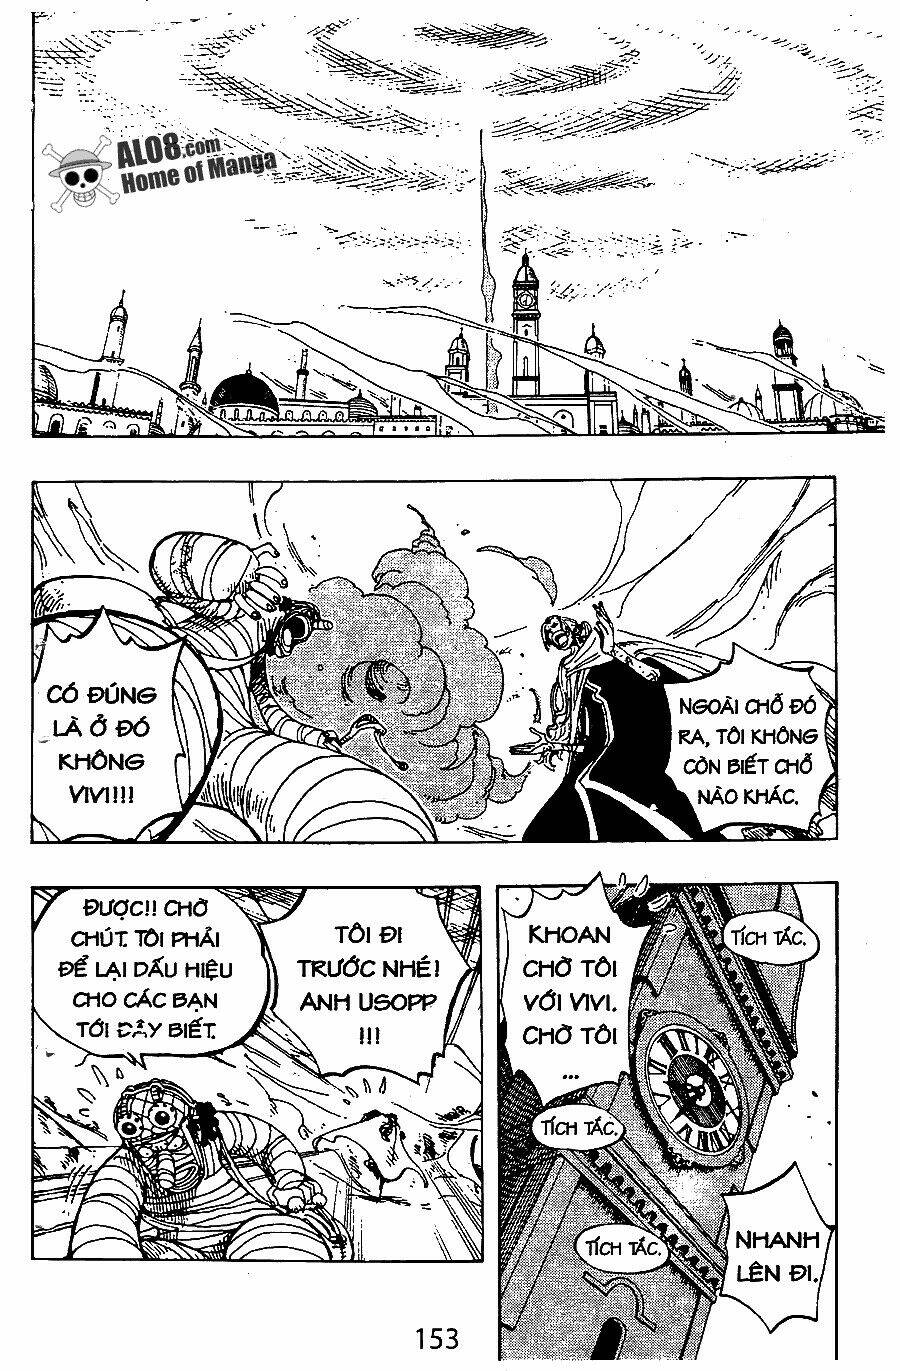 ALO8.com
Home of Manga
CÓ ĐÚNG
LÀ Ở ĐÓ
KHÔNG
VIVI!!!!
NGOÀI CHỖ ĐÓ
RA, TÔI KHÔNG
CÒN BIẾT CHỖ
NÀO KHÁC.
ĐƯỢC!! CHỜ
CHÚT. TÔI PHẢI
ĐỂ LẠI DẤU HIỆU
CHO CÁC BẠN
TỚI ĐÂY BIẾT.
TÔI ĐI
TRƯỚC NHÉ!
ANH USOPP
!!!
KHOAN
CHỜ TÔI
VỚI VIVI.
CHỜ TÔI
...
TÍCH TẮC.
TÍCH TẮC.
TÍCH TẮC.
NHANH
LÊN ĐI.
153